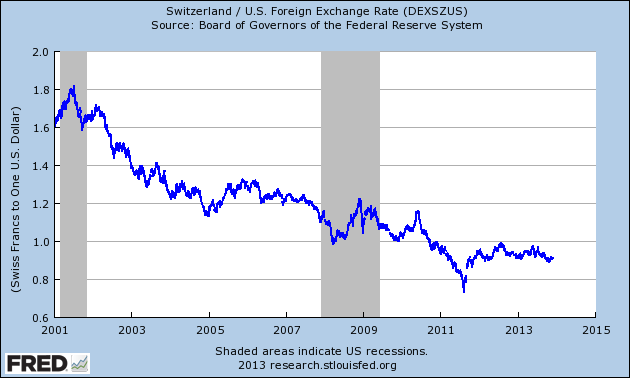 Switzerland / U.S. Foreign Exchange Rate (DEXSZUS)
Source: Board of Governors of the Federal Reserve System
(Swiss Francs to One U.S. Dollar)
2.0
1.8
1.6
1.4
1.2
1.0
0.8
0.6
2001 2003 2005 2007 2009 2011 2013 2015
Shaded areas indicate US recessions.
2013 research.stlouisfed.org
FRED